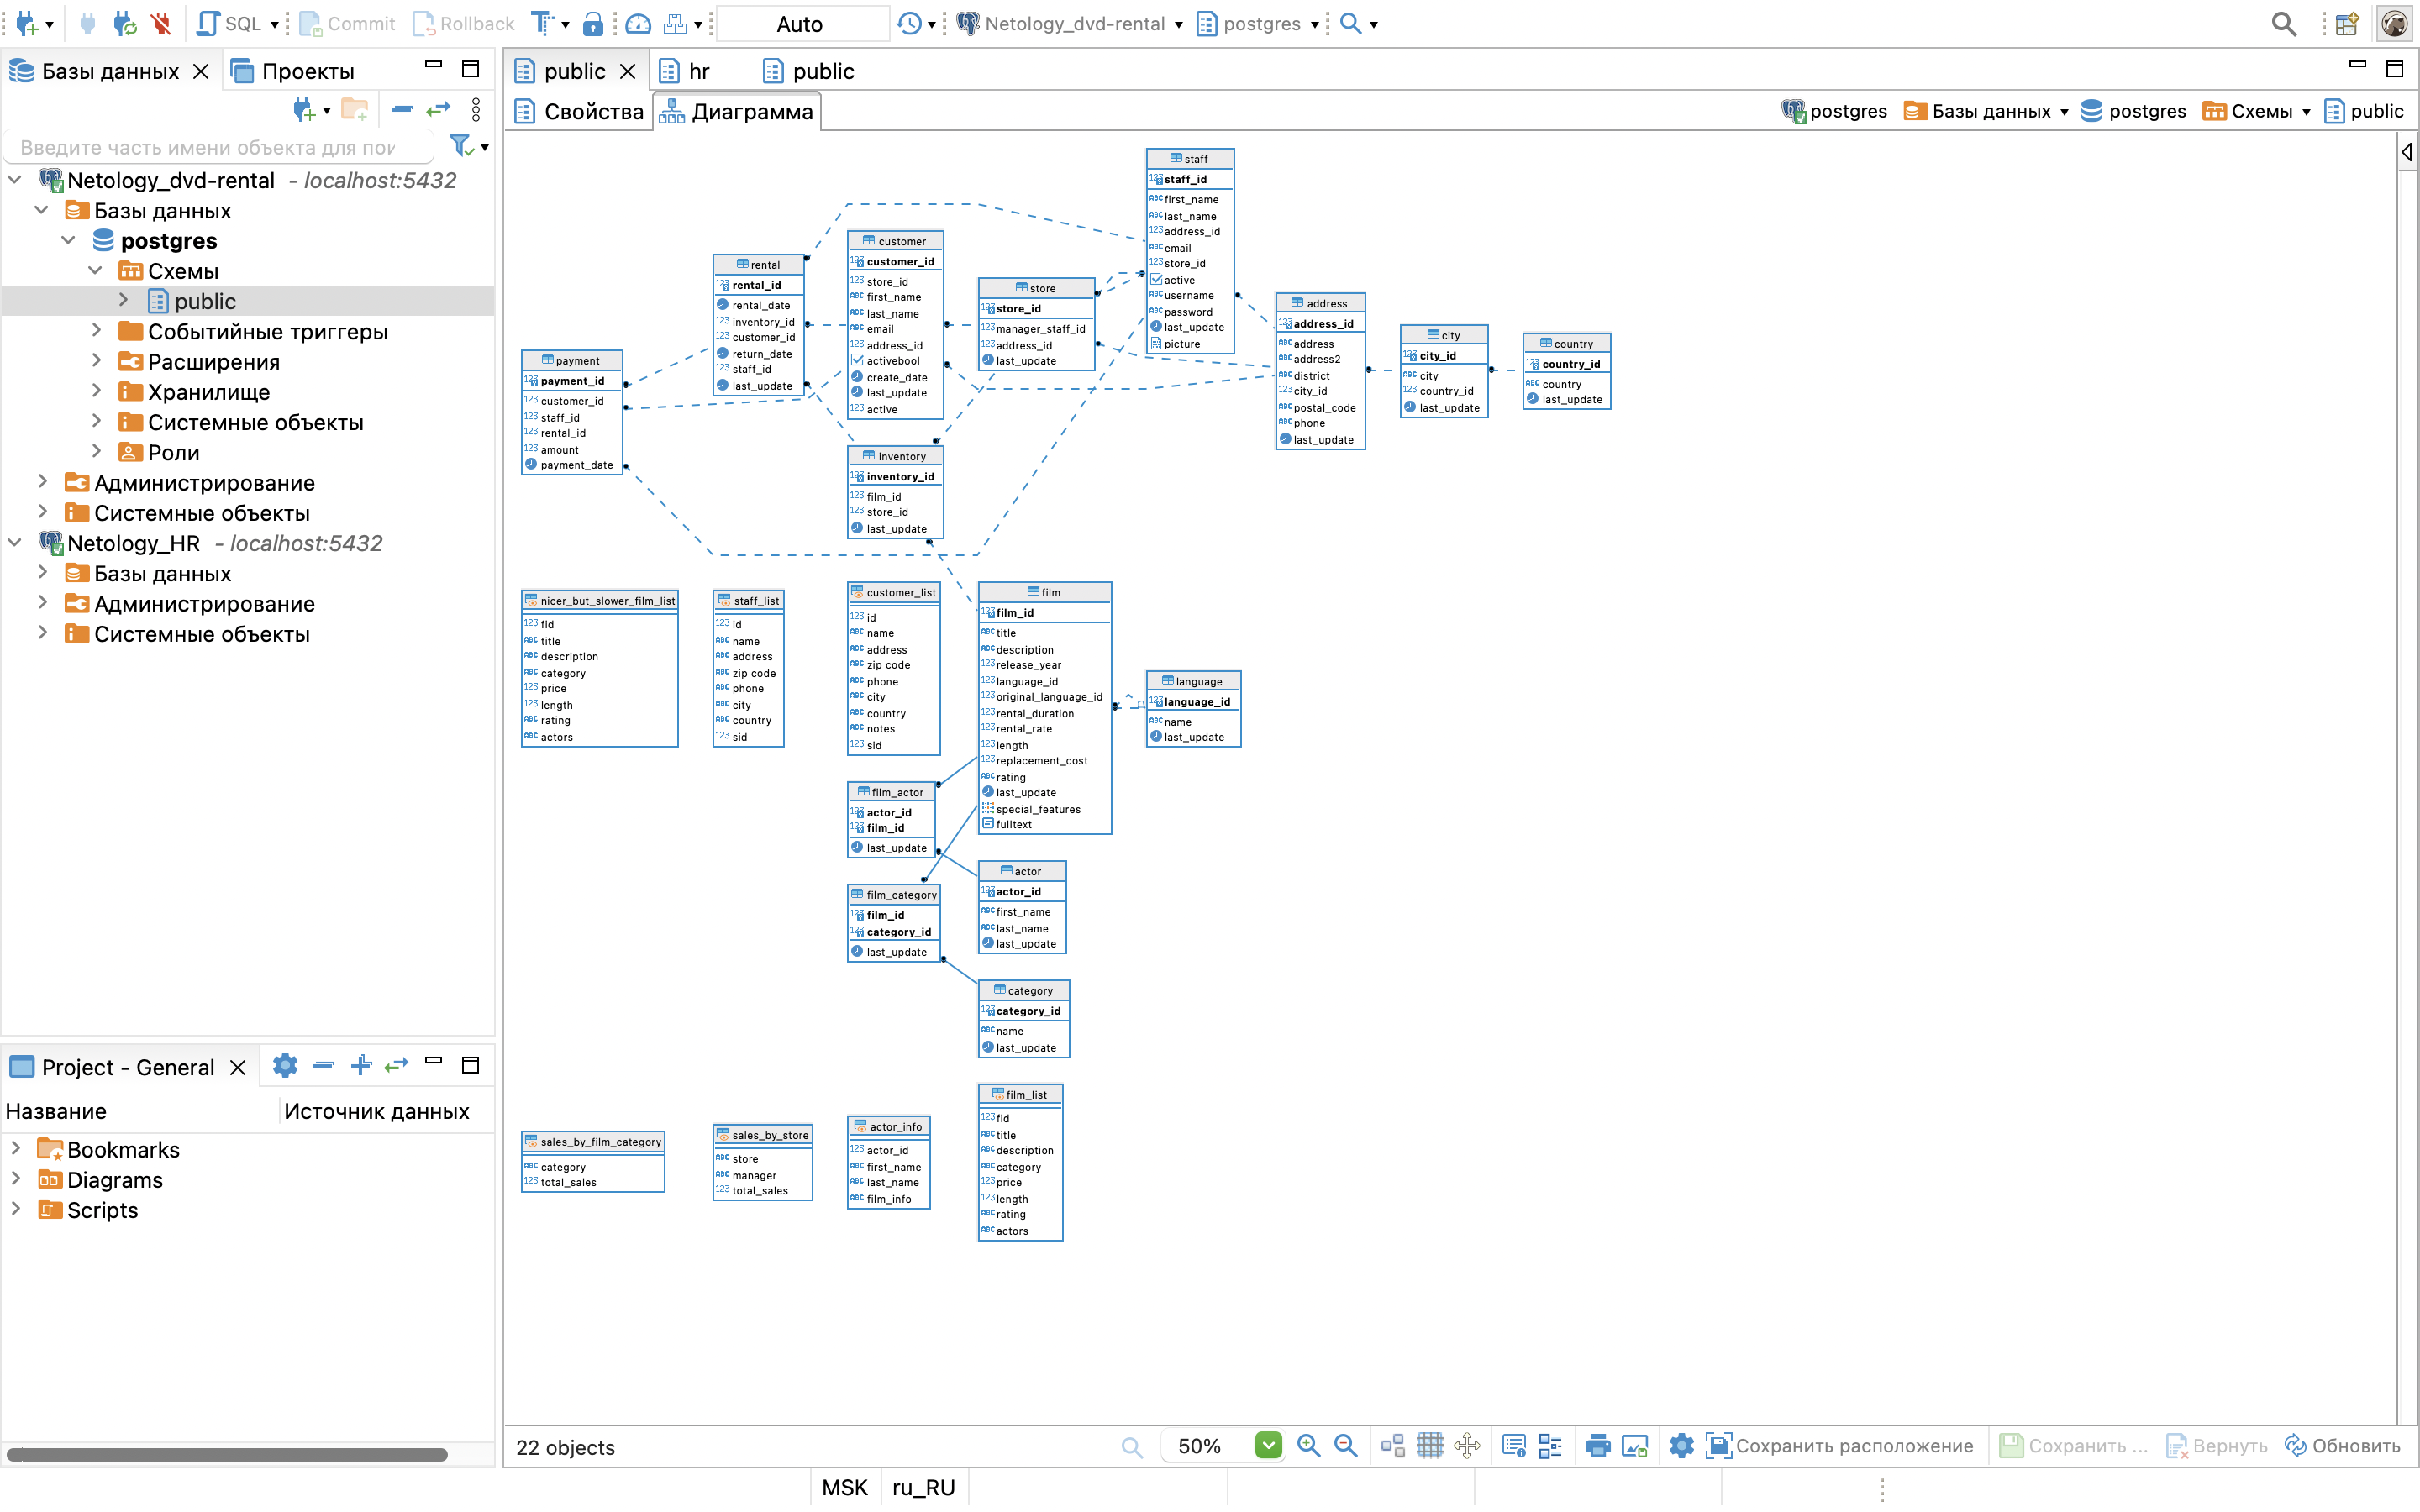 SQL
Commit
Rollback
Auto
Netology_dvd-rental
postgres
Базы данных
Проекты
Введите часть имени объекта для пои
Netology_dvd-rental - localhost:5432
Базы данных
postgres
Схемы
public
Событийные триггеры
Расширения
Хранилище
Системные объекты
Роли
Администрирование
Системные объекты
Netology_HR - localhost:5432
Базы данных
Администрирование
Системные объекты
Project - General
Название
Источник данных
Bookmarks
Diagrams
Scripts
public
hr
public
Свойства
Диаграмма
postgres
Базы данных
postgres
Схемы
public
payment
payment_id
customer_id
staff_id
rental_id
amount
payment_date
rental
rental_id
rental_date
inventory_id
customer_id
return_date
staff_id
last_update
customer
customer_id
store_id
first_name
last_name
email
address_id
activebool
create_date
last_update
active
store
store_id
manager_staff_id
address_id
last_update
staff
staff_id
first_name
last_name
address_id
email
store_id
active
username
password
last_update
picture
address
address_id
address
address2
district
city_id
postal_code
phone
last_update
city
city_id
city
country_id
last_update
country
country_id
country
last_update
inventory
inventory_id
film_id
store_id
last_update
nicer_but_slower_film_list
fid
title
description
category
price
length
rating
actors
staff_list
id
name
address
zip code
phone
city
country
sid
customer_list
id
name
address
zip code
phone
city
country
notes
sid
film
film_id
title
description
release_year
language_id
original_language_id
rental_duration
rental_rate
length
replacement_cost
rating
last_update
special_features
fulltext
language
language_id
name
last_update
film_actor
actor_id
film_id
last_update
film_category
film_id
category_id
last_update
actor
actor_id
first_name
last_name
last_update
category
category_id
name
last_update
sales_by_film_category
category
total_sales
sales_by_store
store
manager
total_sales
actor_info
actor_id
first_name
last_name
film_info
film_list
fid
title
description
category
price
length
rating
actors
22 objects
50%
Сохранить расположение
Сохранить ...
Вернуть
Обновить
MSK
ru_RU